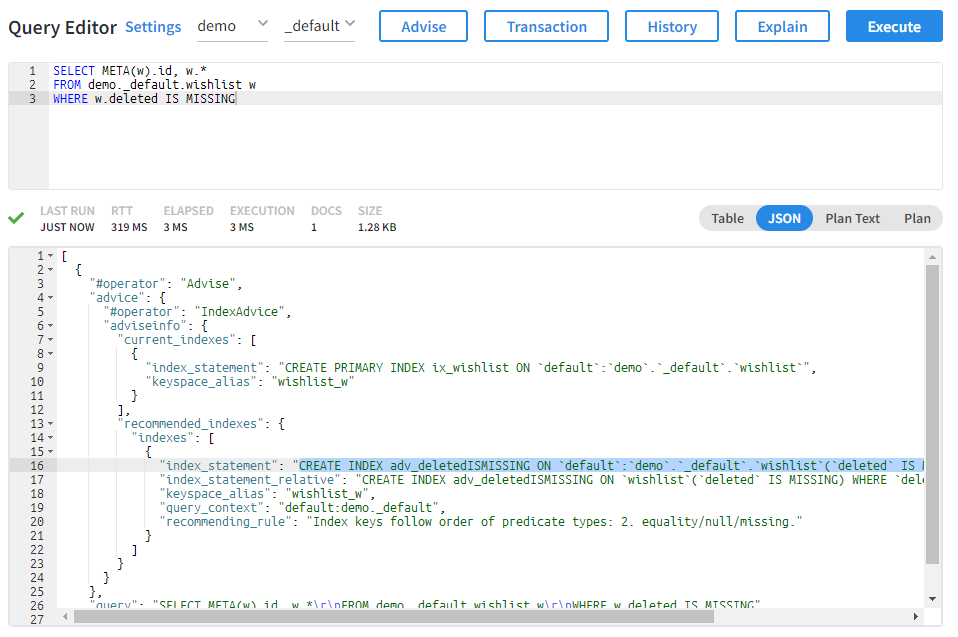 Query Editor Settings demo _default Advise Transaction History Explain Execute
1 SELECT META(w).id, w.*
2 FROM demo._default.wishlist w
3 WHERE w.deleted IS MISSING
LAST RUN RTT ELAPSED EXECUTION DOCS SIZE
JUST NOW 319 MS 3 MS 3 MS 1 1.28 KB
Table JSON Plan Text Plan
1 [
2 {
3 "#operator": "Advise",
4 "advice": {
5 "#operator": "IndexAdvice",
6 "adviseinfo": {
7 "current_indexes": [
8 {
9 "index_statement": "CREATE PRIMARY INDEX ix_wishlist ON `default`:`demo`.`_default`.`wishlist`",
10 "keyspace_alias": "wishlist_w"
11 }
12 ],
13 "recommended_indexes": {
14 "indexes": [
15 {
16 "index_statement": "CREATE INDEX adv_deletedISMISSING ON `default`:`demo`.`_default`.`wishlist`(`deleted` IS
17 "index_statement_relative": "CREATE INDEX adv_deletedISMISSING ON `wishlist`(`deleted` IS MISSING) WHERE `dele
18 "keyspace_alias": "wishlist_w",
19 "query_context": "default:demo._default",
20 "recommending_rule": "Index keys follow order of predicate types: 2. equality/null/missing."
21 }
22 ]
23 }
24 }
25 },
26 "query": "SELECT META(w).id, w.*\r\nFROM demo._default.wishlist w\r\nWHERE w.deleted IS MISSING"
27